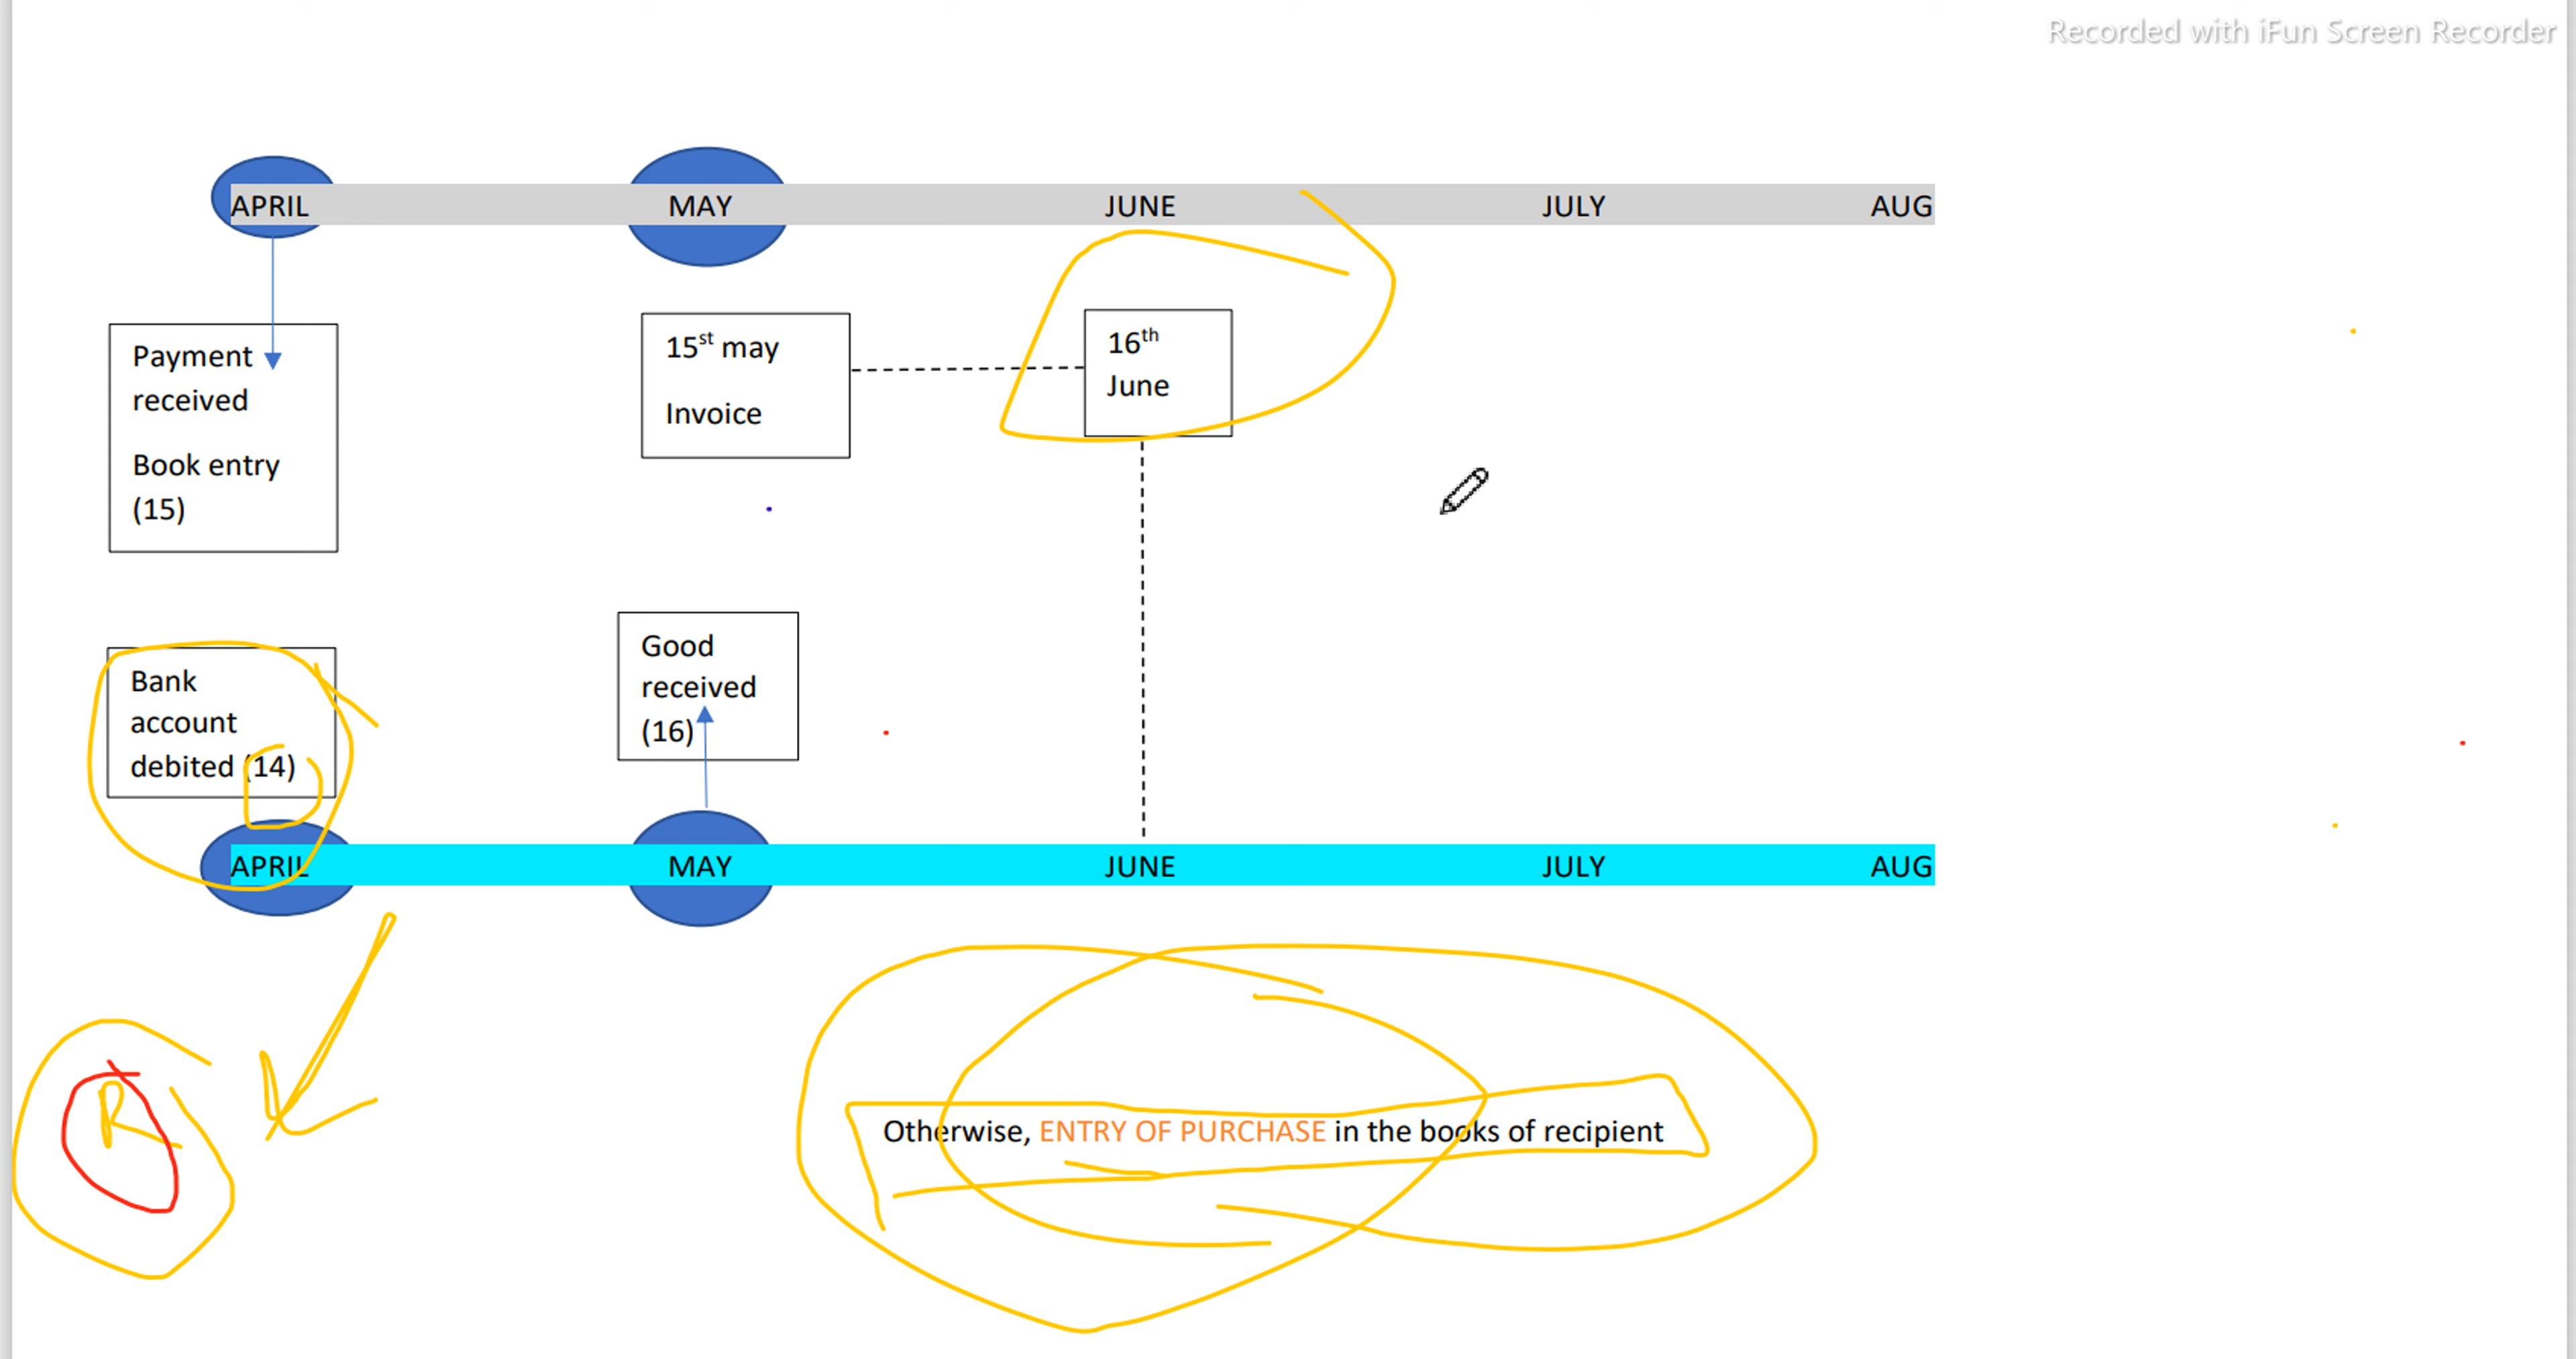 Recorded with iFun Screen Recorder
APRIL MAY JUNE JULY AUG
Payment
received
Book entry
(15)
15st may
Invoice
16th
June
Bank
account
debited (14)
Good
received
(16)
APRIL MAY JUNE JULY AUG
R
Otherwise, ENTRY OF PURCHASE in the books of recipient